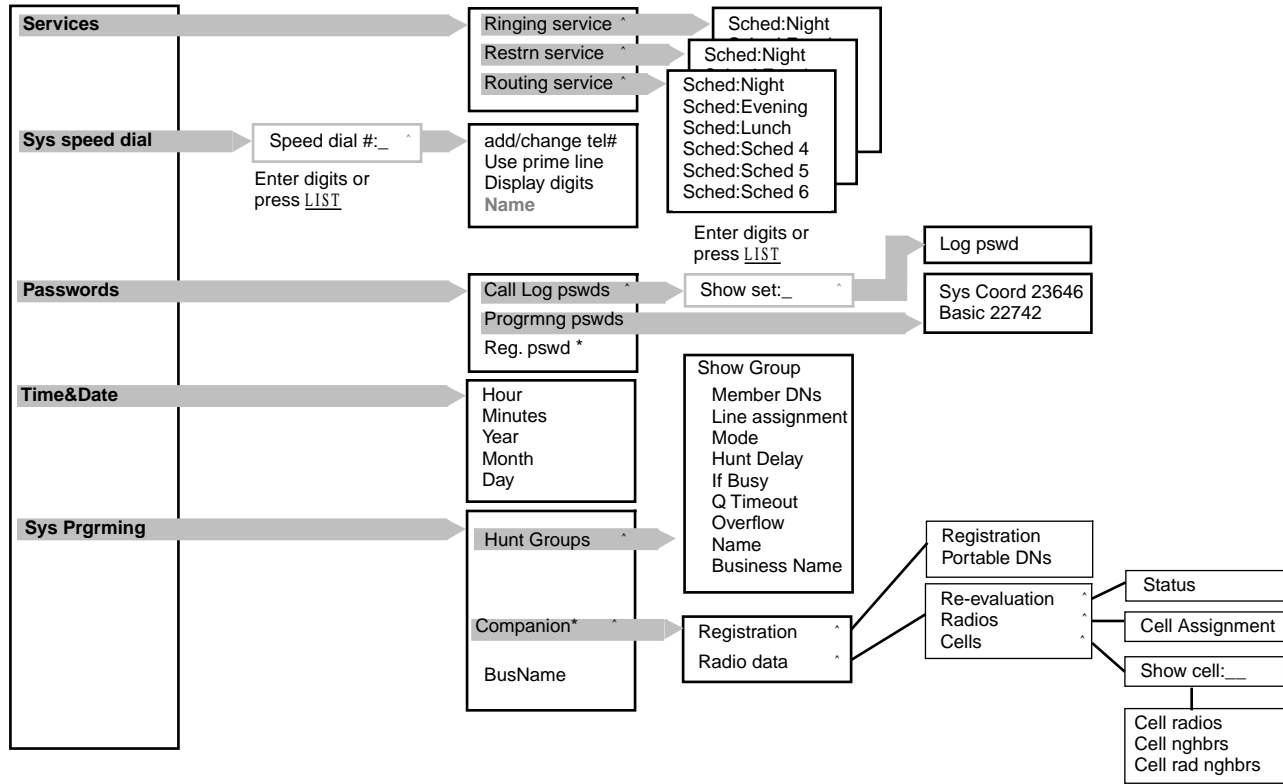 Services
Ringing service ^
Restrn service ^
Routing service ^
Sched:Night
Sched:Night
Sched:Night
Sched:Evening
Sched:Lunch
Sched:Sched 4
Sched:Sched 5
Sched:Sched 6
Sys speed dial
Speed dial #:_ ^
Enter digits or
press LIST
add/change tel#
Use prime line
Display digits
Name
Passwords
Call Log pswds ^
Progrmng pswds
Reg. pswd *
Enter digits or
press LIST
Show set:_ ^
Log pswd
Sys Coord 23646
Basic 22742
Time&Date
Hour
Minutes
Year
Month
Day
Sys Prgrming
Hunt Groups ^
Show Group
Member DNs
Line assignment
Mode
Hunt Delay
If Busy
Q Timeout
Overflow
Name
Business Name
Companion* ^
BusName
Registration ^
Radio data ^
Registration
Portable DNs
Re-evaluation ^
Radios ^
Cells ^
Status
Cell Assignment
Show cell:__
Cell radios
Cell nghbrs
Cell rad nghbrs